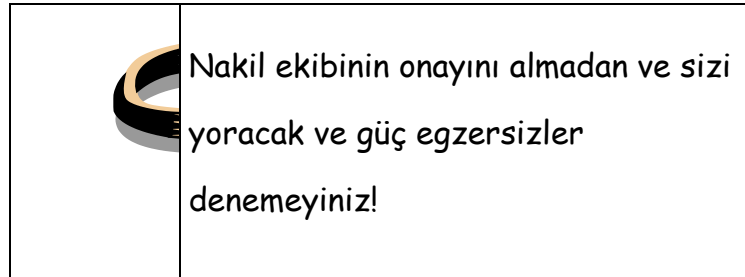 Nakil ekibinin onayını almadan ve sizi
yoracak ve güç egzersizler
denemeyiniz!